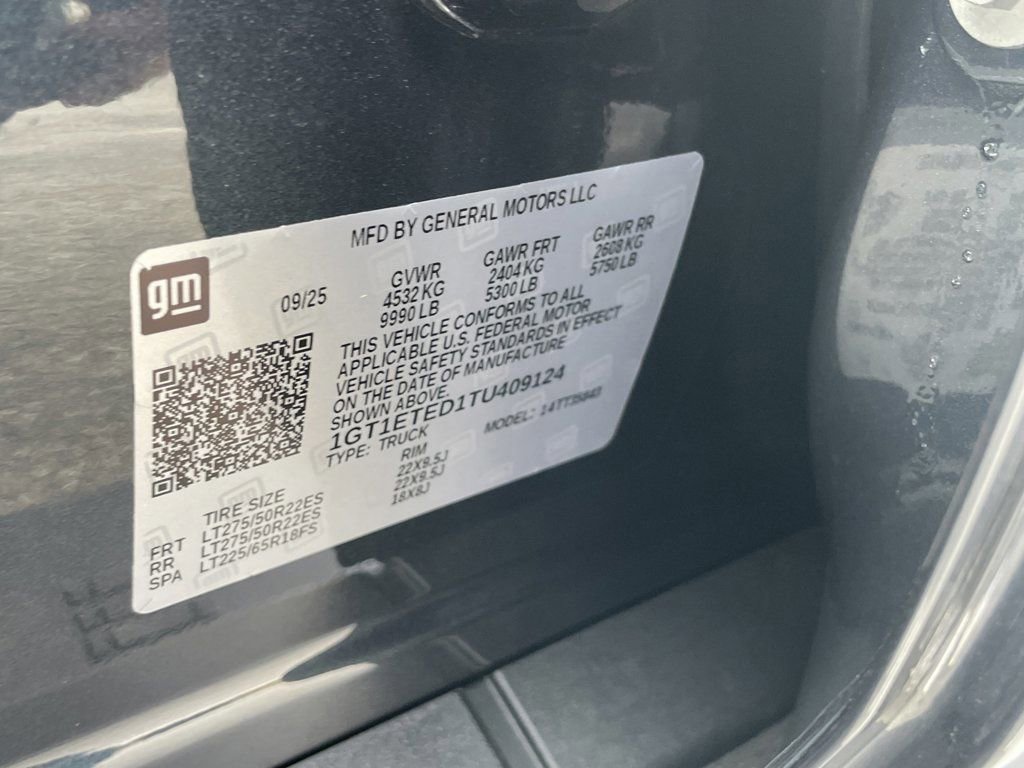 MFD BY GENERAL MOTORS LLC
gm
09/25
GVWR
4532 KG
9990 LB
GAWR FRT
2404 KG
5300 LB
GAWR RR
2608 KG
5750 LB
THIS VEHICLE CONFORMS TO ALL
APPLICABLE U.S. FEDERAL MOTOR
VEHICLE SAFETY STANDARDS IN EFFECT
ON THE DATE OF MANUFACTURE
SHOWN ABOVE.
1GT1ETED1TU409124
TYPE: TRUCK
MODEL:
TIRE SIZE
RIM
FRT LT275/50R22ES 22X9.5J
RR LT275/50R22ES 22X9.5J
SPA LT225/65R18FS 18X8J